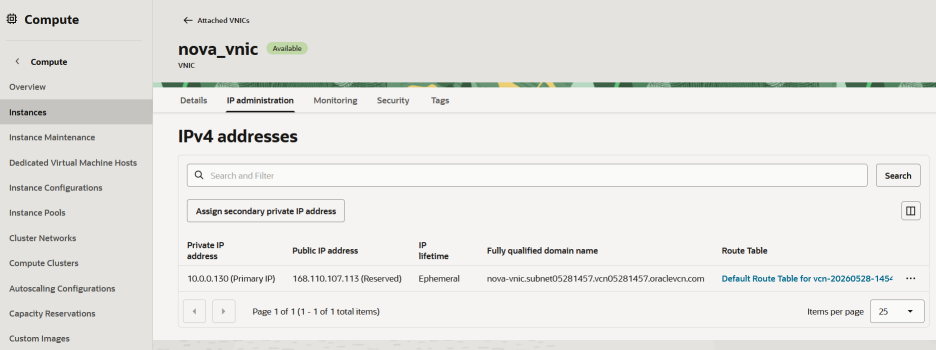 Compute
Attached VNICs
nova_vnic
Available
VNIC
Compute
Overview
Instances
Instance Maintenance
Dedicated Virtual Machine Hosts
Instance Configurations
Instance Pools
Cluster Networks
Compute Clusters
Autoscaling Configurations
Capacity Reservations
Custom Images
Details IP administration Monitoring Security Tags
IPv4 addresses
Search and Filter
Search
Assign secondary private IP address
Private IP address
Public IP address
IP lifetime
Fully qualified domain name
Route Table
10.0.0.130 (Primary IP) 168.110.107.113 (Reserved) Ephemeral nova-vnic.subnet05281457.vcn05281457.oraclevcn.com Default Route Table for vcn-20260528-1454
Page 1 of 1 (1 - 1 of 1 total items)
Items per page 25